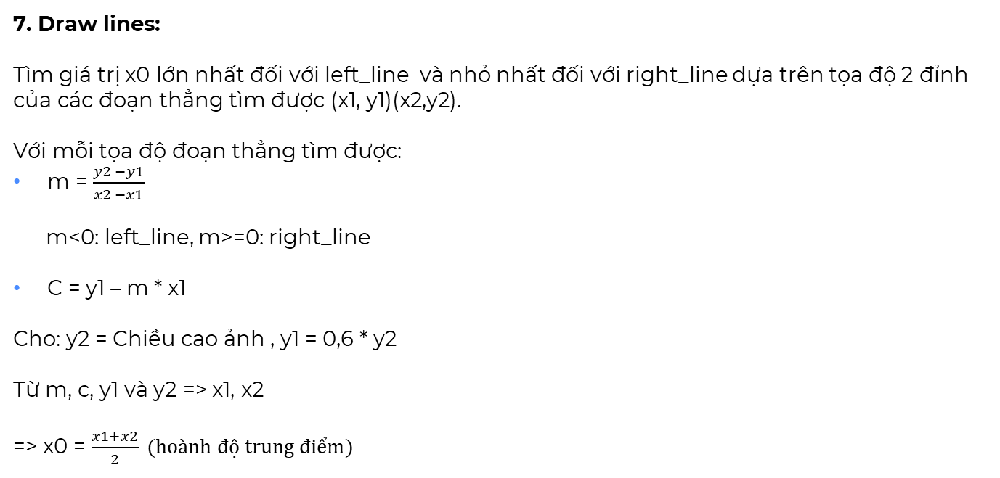 7. Draw lines:
Tìm giá trị x0 lớn nhất đối với left_line và nhỏ nhất đối với right_line dựa trên tọa độ 2 đỉnh
của các đoạn thẳng tìm được (x1, y1)(x2,y2).
Với mỗi tọa độ đoạn thẳng tìm được:
• m = \frac{y2 −y1}{x2 −x1}
m<0: left_line, m>=0: right_line
• C = y1 – m * x1
Cho: y2 = Chiều cao ảnh , y1 = 0,6 * y2
Từ m, c, y1 và y2 => x1, x2
=> x0 = \frac{x1+x2}{2} (hoành độ trung điểm)